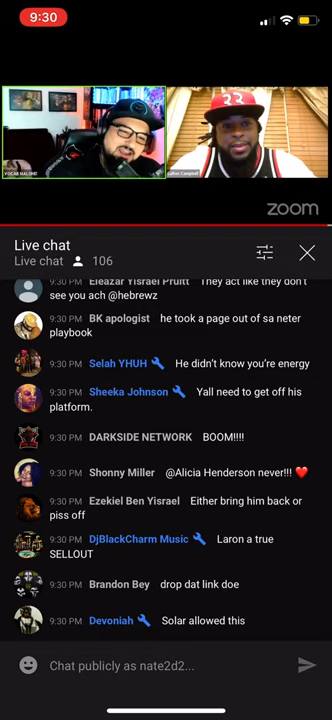 9:30
VOCAB MALONE
zoom
Live chat
Live chat 106
9:30 PM Eleazar Yisrael Pruitt They act like they don't
see you ach @hebrewz
9:30 PM BK apologist he took a page out of sa neter
playbook
9:30 PM Selah YHUH He didn't know you're energy
9:30 PM Sheeka Johnson Yall need to get off his
platform.
9:30 PM DARKSIDE NETWORK BOOM!!!!
9:30 PM Shonny Miller @Alicia Henderson never!!! ❤️
9:30 PM Ezekiel Ben Yisrael Either bring him back or
piss off
9:30 PM DjBlackCharm Music Laron a true
SELLOUT
9:30 PM Brandon Bey drop dat link doe
9:30 PM Devoniah Solar allowed this
Chat publicly as nate2d2...